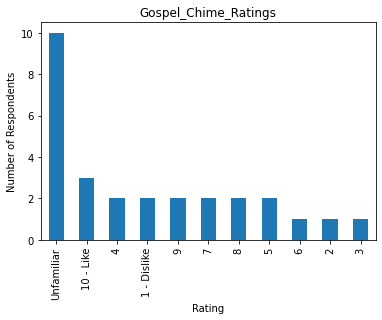 Gospel_Chime_Ratings
Number of Respondents
10
8
6
4
2
0
Unfamiliar
10 - Like
4
1 - Dislike
9
7
8
5
6
2
3
Rating